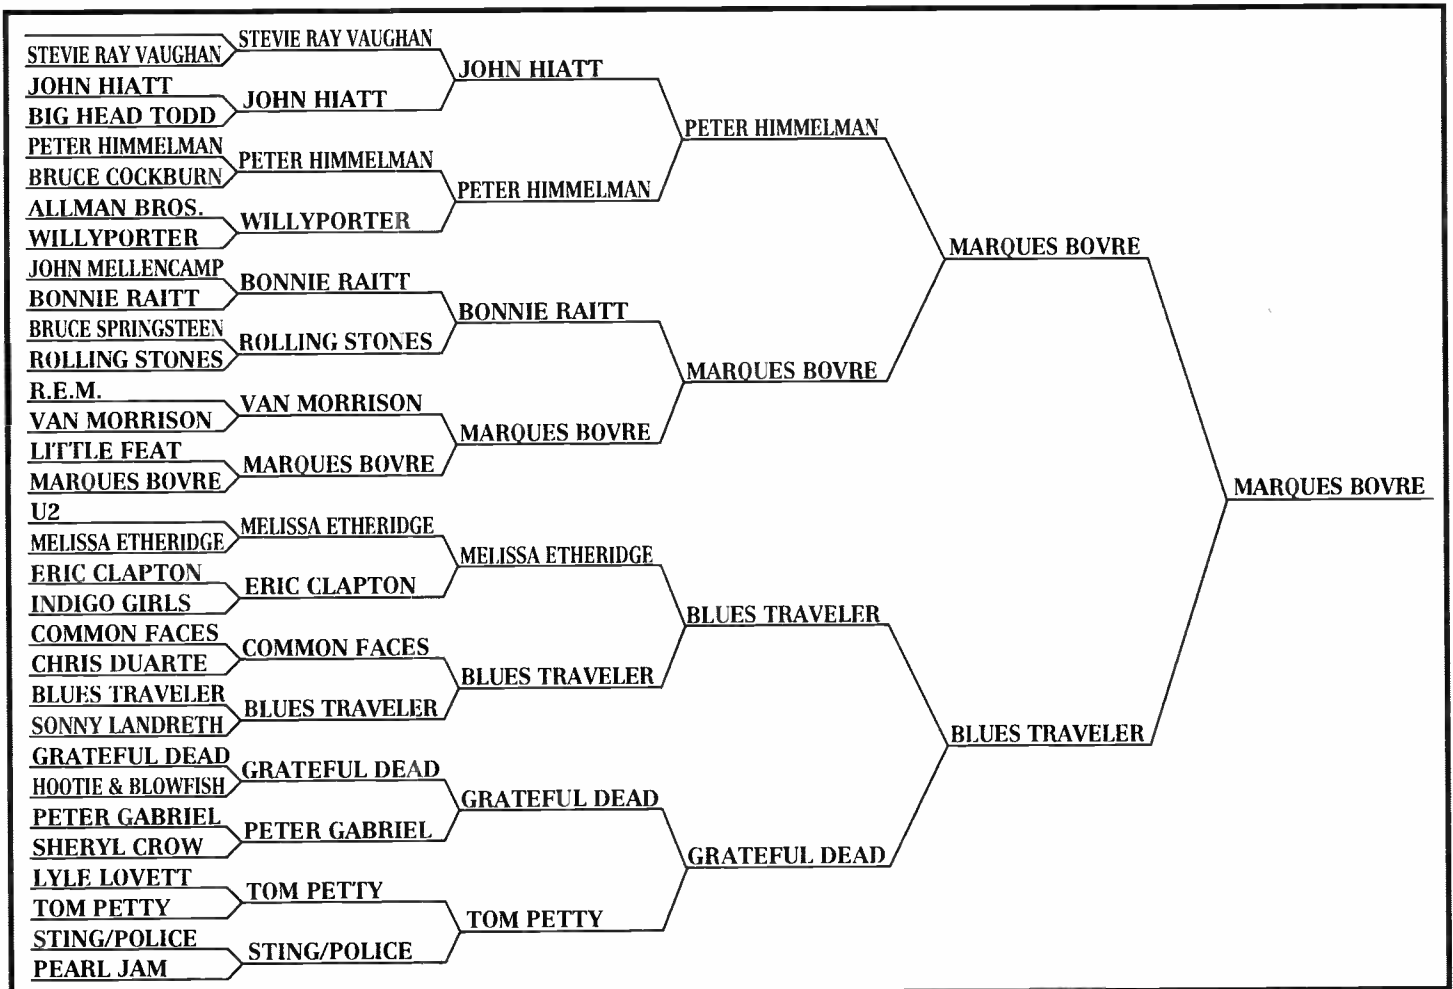 STEVIE RAY VAUGHAN
JOHN HIATT
BIG HEAD TODD
PETER HIMMELMAN
BRUCE COCKBURN
ALLMAN BROS.
WILLYPORTER
JOHN MELLENCAMP
BONNIE RAITT
BRUCE SPRINGSTEEN
ROLLING STONES
R.E.M.
VAN MORRISON
LITTLE FEAT
MARQUES BOVRE
U2
MELISSA ETHERIDGE
ERIC CLAPTON
INDIGO GIRLS
COMMON FACES
CHRIS DUARTE
BLUES TRAVELER
SONNY LANDRETH
GRATEFUL DEAD
HOOTIE & BLOWFISH
PETER GABRIEL
SHERYL CROW
LYLE LOVETT
TOM PETTY
STING/POLICE
PEARL JAM
STEVIE RAY VAUGHAN
JOHN HIATT
PETER HIMMELMAN
WILLYPORTER
BONNIE RAITT
ROLLING STONES
VAN MORRISON
MARQUES BOVRE
MELISSA ETHERIDGE
ERIC CLAPTON
COMMON FACES
BLUES TRAVELER
GRATEFUL DEAD
PETER GABRIEL
TOM PETTY
STING/POLICE
JOHN HIATT
PETER HIMMELMAN
BONNIE RAITT
MARQUES BOVRE
MELISSA ETHERIDGE
BLUES TRAVELER
GRATEFUL DEAD
TOM PETTY
PETER HIMMELMAN
MARQUES BOVRE
BLUES TRAVELER
GRATEFUL DEAD
MARQUES BOVRE
BLUES TRAVELER
MARQUES BOVRE